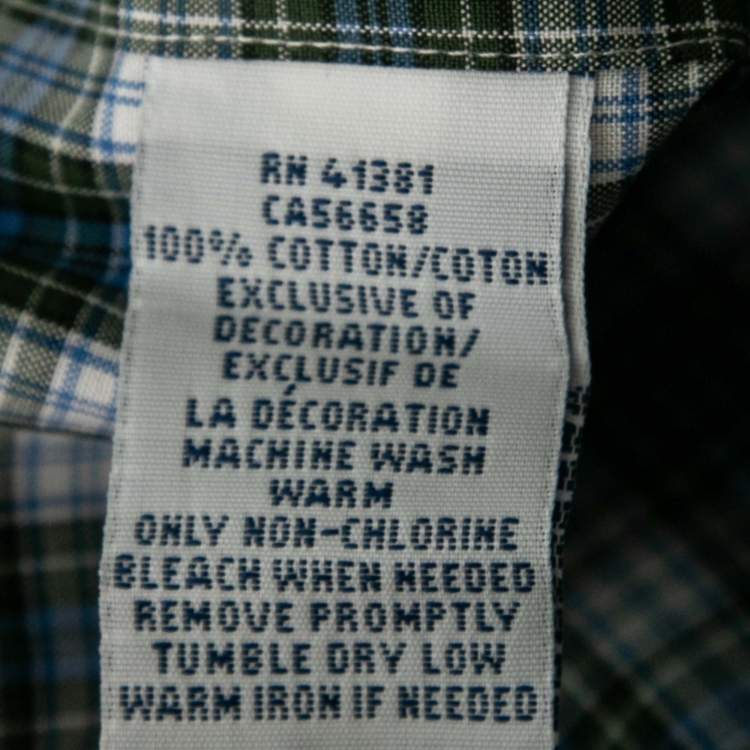 RN 41381
CA56658
100% COTTON/COTON
EXCLUSIVE OF
DECORATION/
EXCLUSIF DE
LA DÉCORATION
MACHINE WASH
WARM
ONLY NON-CHLORINE
BLEACH WHEN NEEDED
REMOVE PROMPTLY
TUMBLE DRY LOW
WARM IRON IF NEEDED